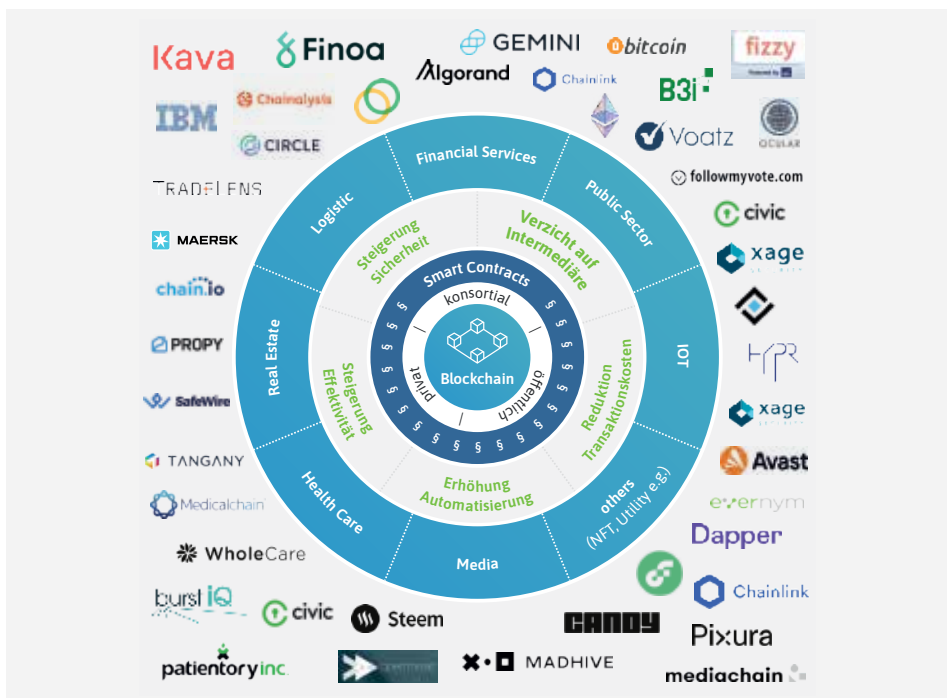 Kava
Finoa
GEMINI
bitcoin
fizzy
Algorand
Chainlink
B3i
IBM
Chainalysis
CIRCLE
Voatz
OCULAR
TRADELENS
followmyvote.com
MAERSK
civic
chain.io
xage
PROPY
HYPR
SafeWire
xage
TANGANY
Avast
Medicalchain
evernym
WholeCare
Dapper
burst iQ
civic
Steem
CANDY
Chainlink
Pixura
patientory inc.
MADHIVE
mediachain
Financial Services
Public Sector
IOT
others
(NFT, Utility e.g.)
Media
Health Care
Real Estate
Logistic
Steigerung
Sicherheit
Verzicht auf
Intermediäre
Reduktion
Transaktionskosten
Erhöhung
Automatisierung
Steigerung
Effektivität
Smart Contracts
§ § § § § § § § § § § § § § § § § § §
konsortial
öffentlich
privat
Blockchain